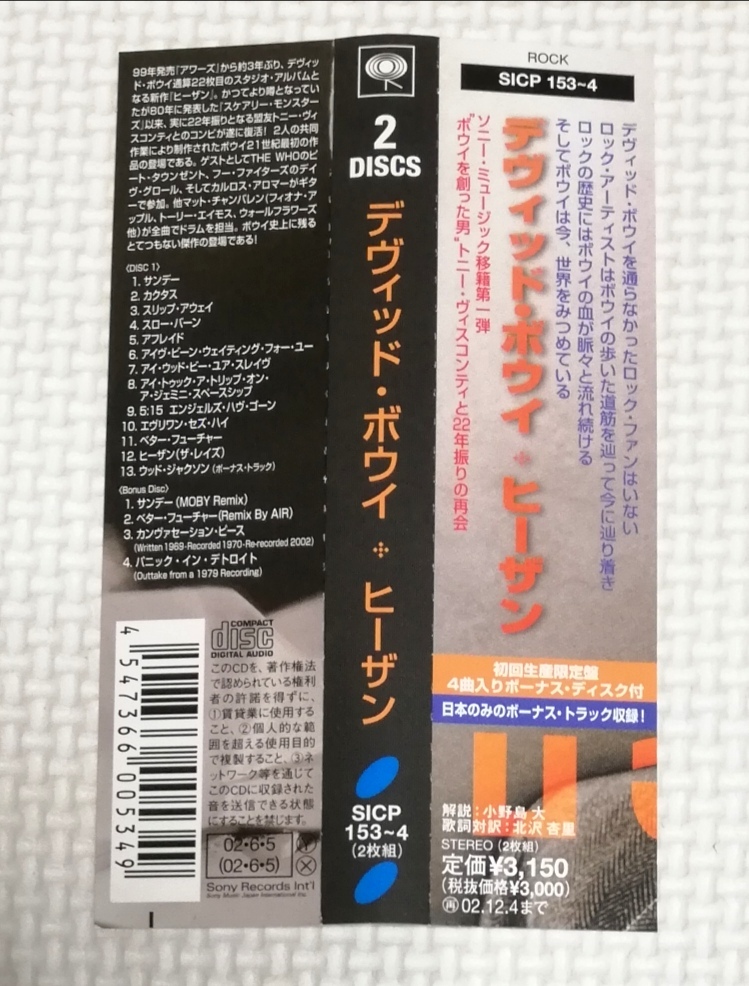 99年発売『アワーズ』から約3年ぶり、デヴィッ
ド・ボウイ通算22枚目のスタジオ・アルバムと
なる新作『ヒーザン』。かつてより噂となってい
たが80年に発表した『スケアリー・モンスター
ズ』以来、実に22年振りとなる盟友トニー・ヴィ
スコンティとのコンビが遂に復活! 2人の共同
作業により制作されたボウイ21世紀最初の作
品の登場である。ゲストとしてTHE WHOのピ
ート・タウンゼント、フー・ファイターズのデイ
ヴ・グロール、そしてカルロス・アロマーがギタ
ーで参加。他マット・チャンバレン(フィオナ・ア
ップル、トーリー・エイモス、ウォールフラワーズ
他)が全曲でドラムを担当。ボウイ史上に残る
とてつもない傑作の登場である!
〈DISC 1〉
1. サンデー
2. カクタス
3. スリップ・アウェイ
4. スロー・バーン
5. アフレイド
6. アイヴ・ビーン・ウェイティング・フォー・ユー
7. アイ・ウッド・ビー・ユア・スレイヴ
8. アイ・トゥック・ア・トリップ・オン・
ア・ジェミニ・スペースシップ
9. 5:15 エンジェルズ・ハヴ・ゴーン
10. エヴリワン・セズ・ハイ
11. ベター・フューチャー
12. ヒーザン(ザ・レイズ)
13. ウッド・ジャクソン (ボーナス・トラック)
〈Bonus Disc〉
1. サンデー (MOBY Remix)
2. ベター・フューチャー(Remix By AIR)
3. カンヴァセーション・ピース
(Written 1969-Recorded 1970-Re-recorded 2002)
4. パニック・イン・デトロイト
(Outtake from a 1979 Recording)
COMPACT
disc
DIGITAL AUDIO
このCDを、著作権法
で認められている権利
者の許諾を得ずに、
①賃貸業に使用する
こと、②個人的な範
囲を超える使用目的
で複製すること、③ネ
ットワーク等を通じて
このCDに収録された
音を送信できる状態
にすることを禁じます。
02・6・5 Ⓨ
(02・6・5) Ⓧ
Sony Records Int'l
Sony Music Japan International Inc.
4 547366 005349
2
DISCS
デヴィッド・ボウイ ヒーザン
SICP
153~4
(2枚組)
ROCK
SICP 153~4
デヴィッド・ボウイを通らなかったロック・ファンはいない
ロック・アーティストはボウイの歩いた道筋を辿って今に辿り着き
ロックの歴史にはボウイの血が脈々と流れ続ける
そしてボウイは今、世界をみつめている
デヴィッド・ボウイ ヒーザン
ソニー・ミュージック移籍第一弾
"ボウイを創った男"トニー・ヴィスコンティと22年振りの再会
初回生産限定盤
4曲入りボーナス・ディスク付
日本のみのボーナス・トラック収録!
解説:小野島 大
歌詞対訳:北沢 杏里
STEREO (2枚組)
定価¥3,150
(税抜価格¥3,000)
㊢02.12.4まで